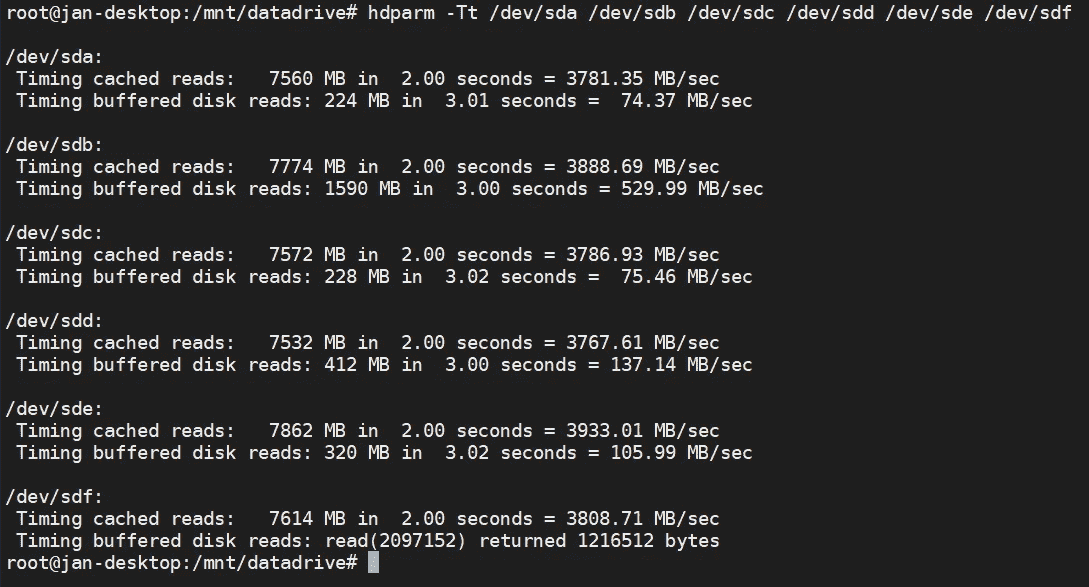 root@jan-desktop:/mnt/datadrive# hdparm -Tt /dev/sda /dev/sdb /dev/sdc /dev/sdd /dev/sde /dev/sdf

/dev/sda:
 Timing cached reads:   7560 MB in  2.00 seconds = 3781.35 MB/sec
 Timing buffered disk reads: 224 MB in  3.01 seconds =  74.37 MB/sec

/dev/sdb:
 Timing cached reads:   7774 MB in  2.00 seconds = 3888.69 MB/sec
 Timing buffered disk reads: 1590 MB in  3.00 seconds = 529.99 MB/sec

/dev/sdc:
 Timing cached reads:   7572 MB in  2.00 seconds = 3786.93 MB/sec
 Timing buffered disk reads: 228 MB in  3.02 seconds =  75.46 MB/sec

/dev/sdd:
 Timing cached reads:   7532 MB in  2.00 seconds = 3767.61 MB/sec
 Timing buffered disk reads: 412 MB in  3.00 seconds = 137.14 MB/sec

/dev/sde:
 Timing cached reads:   7862 MB in  2.00 seconds = 3933.01 MB/sec
 Timing buffered disk reads: 320 MB in  3.02 seconds = 105.99 MB/sec

/dev/sdf:
 Timing cached reads:   7614 MB in  2.00 seconds = 3808.71 MB/sec
 Timing buffered disk reads: read(2097152) returned 1216512 bytes
root@jan-desktop:/mnt/datadrive#